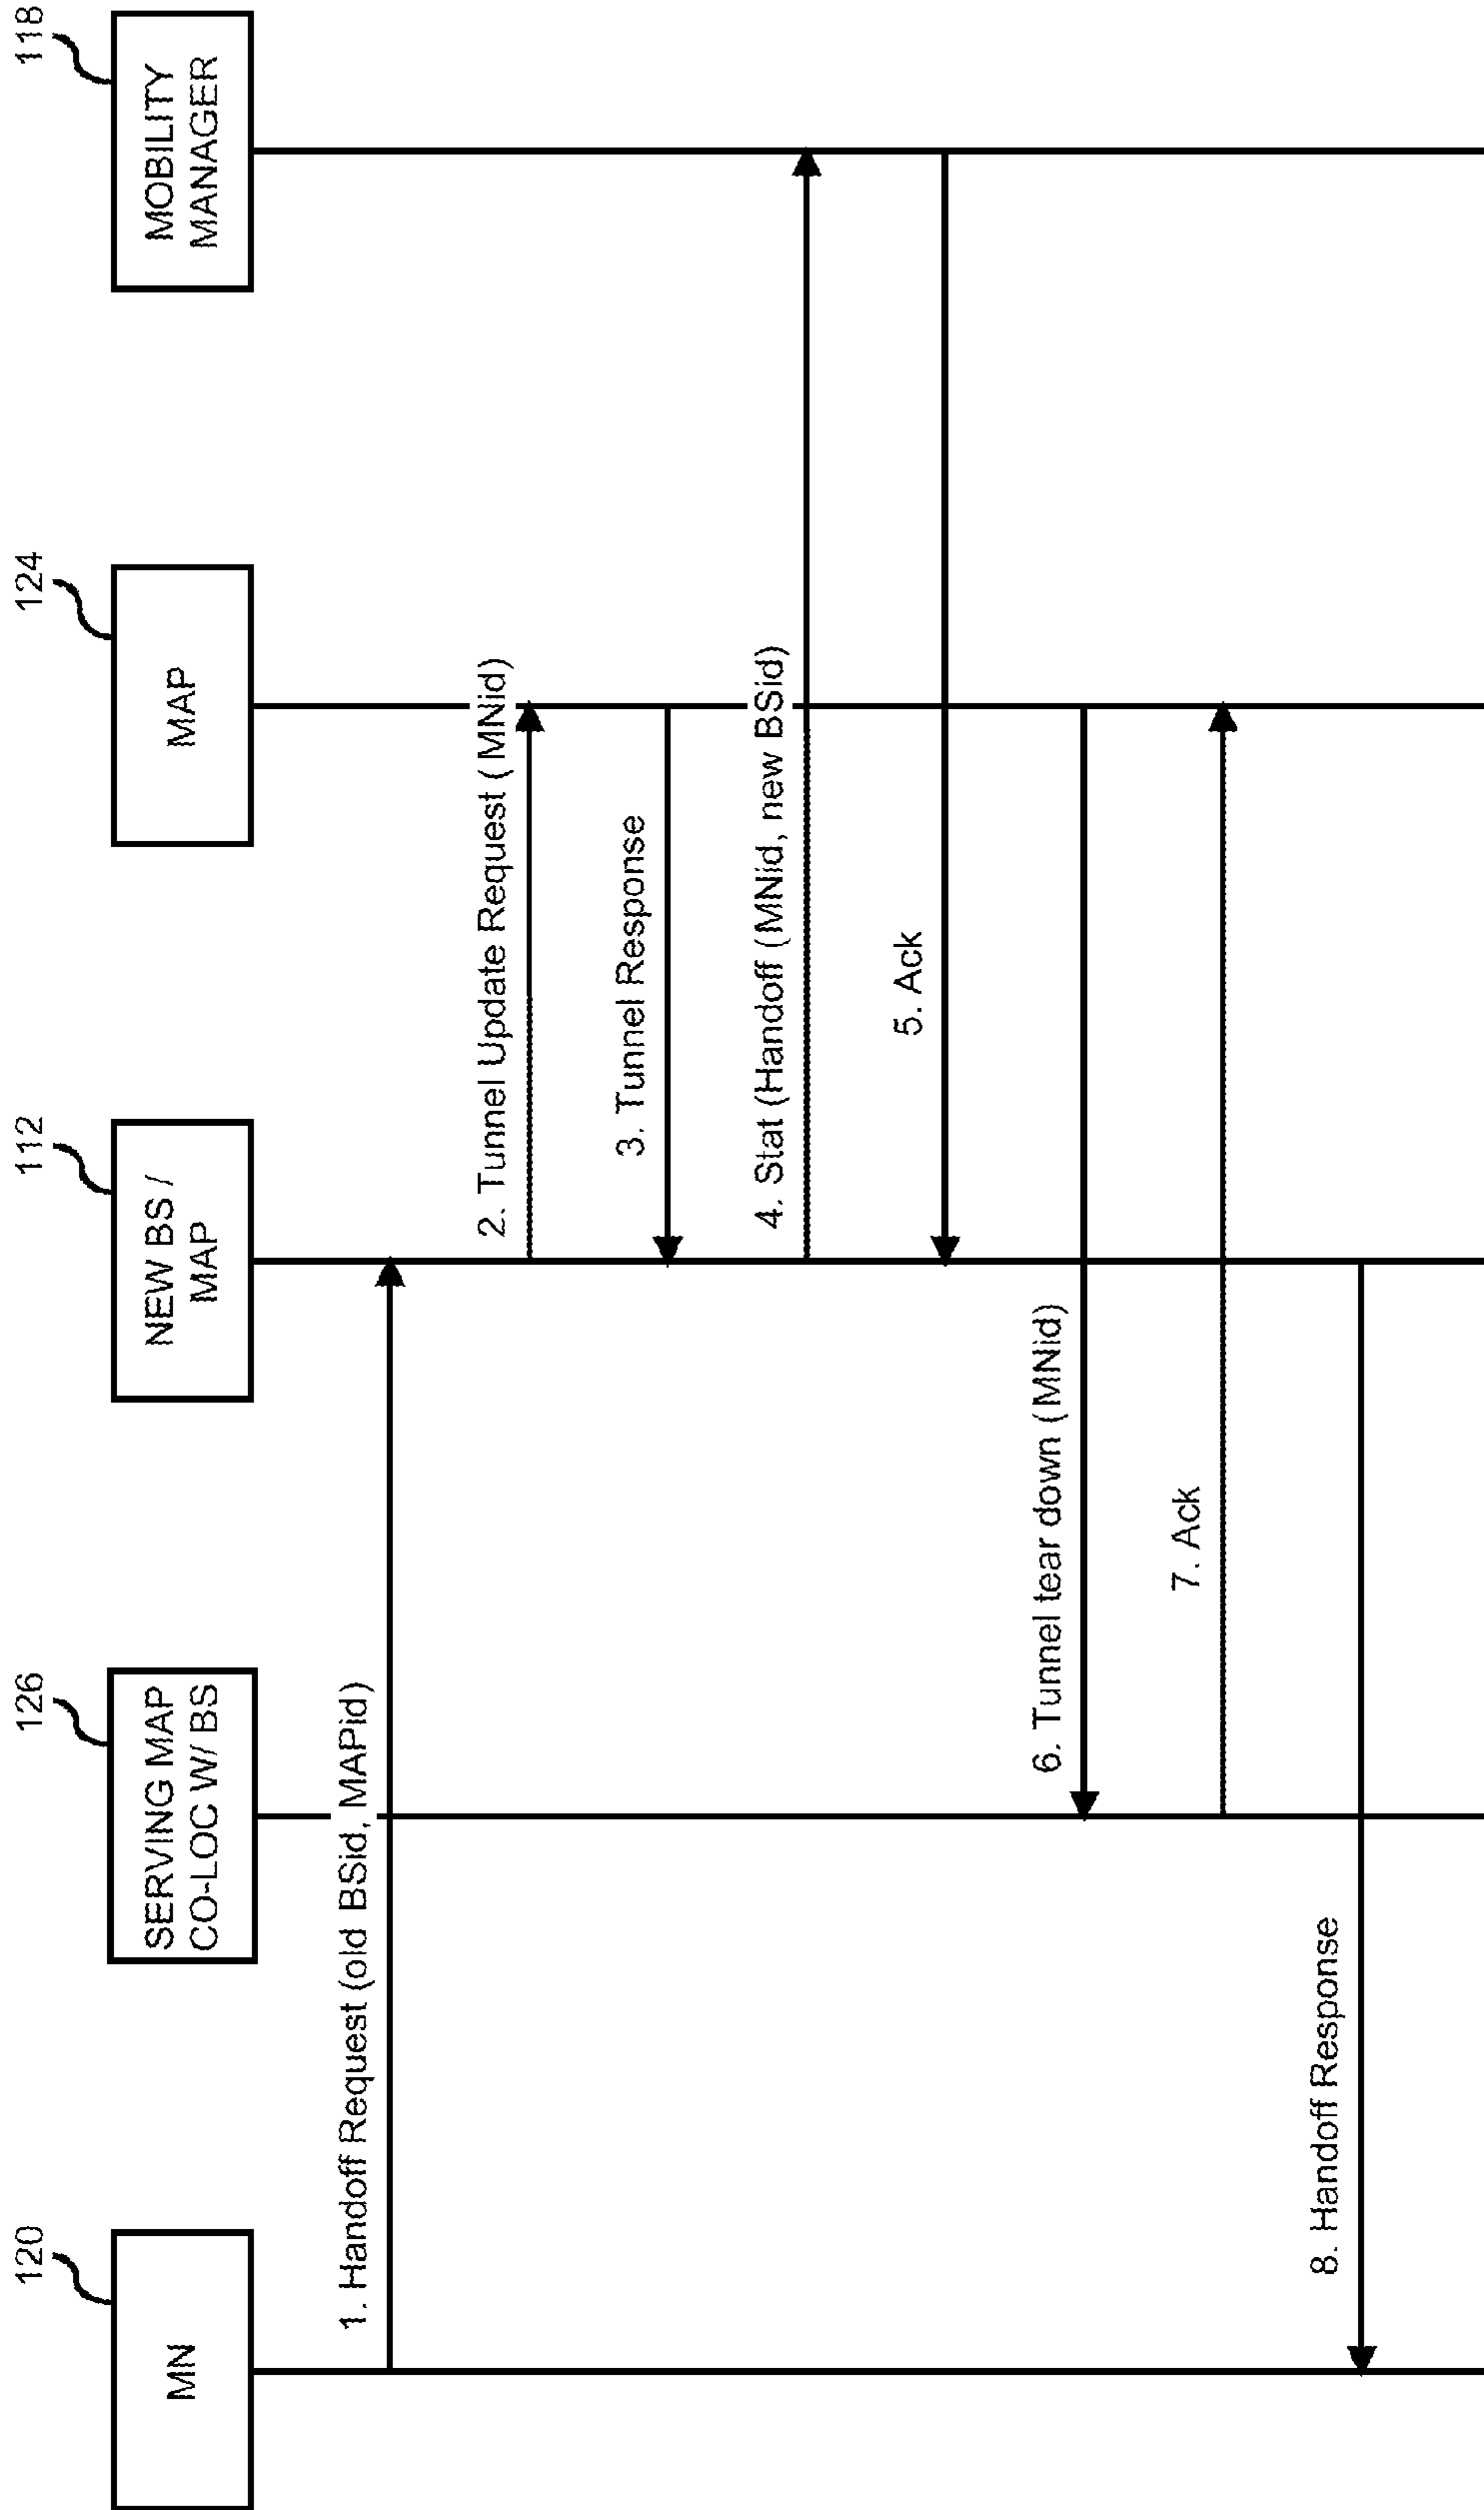 120
126
112
124
118
MN
SERVING MAP
CO-LOC W/ BS
NEW BS /
MAP
MAP
MOBILITY
MANAGER
1. Handoff Request (old BSid, MAPid)
2. Tunnel Update Request ( MNid)
3. Tunnel Response
4. Stat (Handoff (MNid, new BSid)
5. Ack
6. Tunnel tear down (MNid)
7. Ack
8. Handoff Response